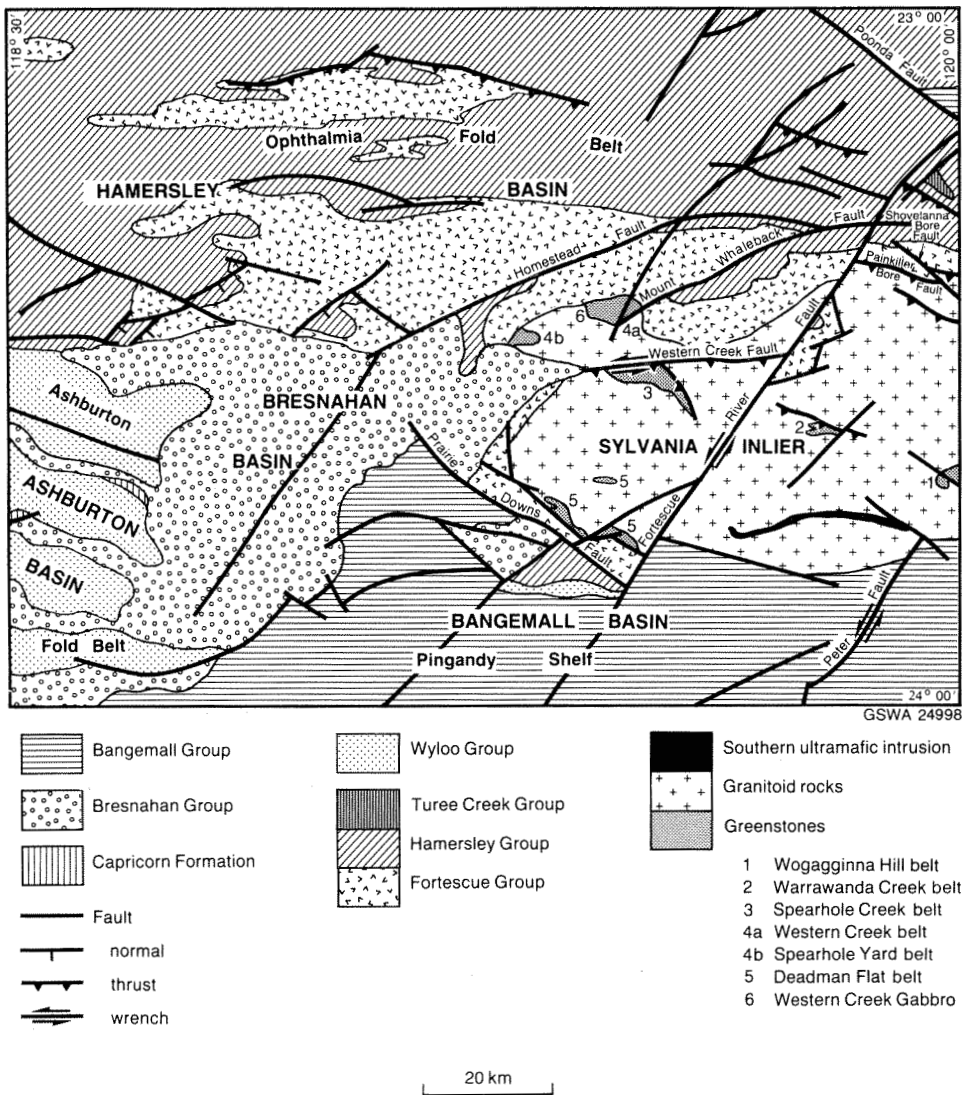 118° 30′
23° 00′
120° 00′
Poonda Fault
Ophthalmia Fold Belt
HAMERSLEY BASIN
Homestead Fault
Mount Whaleback Fault
Shovelanna
Bore
Fault
Painkiller
Bore Fault
6
4a
4b
Western Creek Fault
3
Ashburton
BRESNAHAN
BASIN
SYLVANIA INLIER
2
1
Prairie Downs Fault
5
5
5
Fortescue River Fault
ASHBURTON
BASIN
BANGEMALL BASIN
Fold Belt
Pingandy Shelf
Peter Fault
24° 00′
GSWA 24998
Bangemall Group
Bresnahan Group
Capricorn Formation
Fault
normal
thrust
wrench
Wyloo Group
Turee Creek Group
Hamersley Group
Fortescue Group
Southern ultramafic intrusion
Granitoid rocks
Greenstones
1 Wogagginna Hill belt
2 Warrawanda Creek belt
3 Spearhole Creek belt
4a Western Creek belt
4b Spearhole Yard belt
5 Deadman Flat belt
6 Western Creek Gabbro
20 km